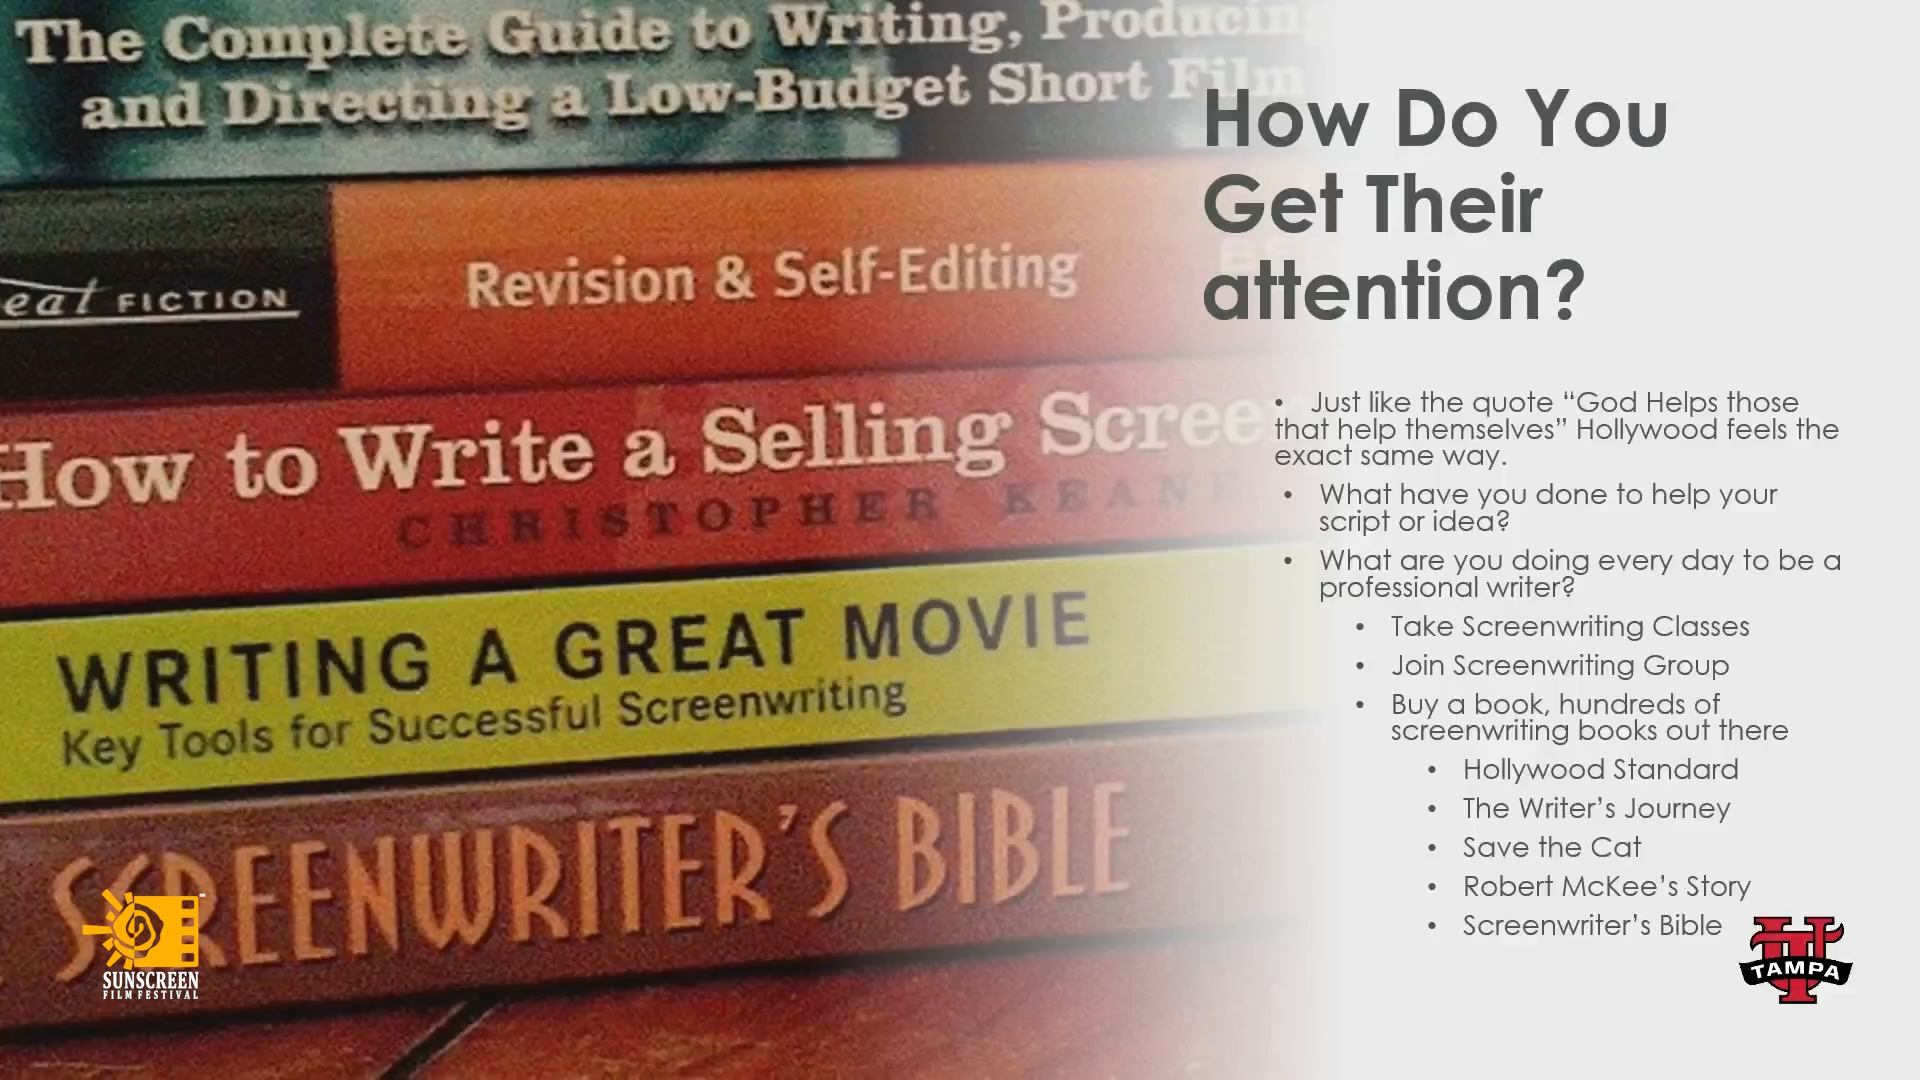 The Complete Guide to Writing, Producing
and Directing a Low-Budget Short Film
eat FICTION
Revision & Self-Editing
How to Write a Selling Scree
CHRISTOPHER KEANE
WRITING A GREAT MOVIE
Key Tools for Successful Screenwriting
SCREENWRITER'S BIBLE
SUNSCREEN
FILM FESTIVAL
How Do You
Get Their
attention?
• Just like the quote “God Helps those
that help themselves” Hollywood feels the
exact same way.
• What have you done to help your
script or idea?
• What are you doing every day to be a
professional writer?
• Take Screenwriting Classes
• Join Screenwriting Group
• Buy a book, hundreds of
screenwriting books out there
• Hollywood Standard
• The Writer’s Journey
• Save the Cat
• Robert McKee’s Story
• Screenwriter’s Bible
UT
TAMPA